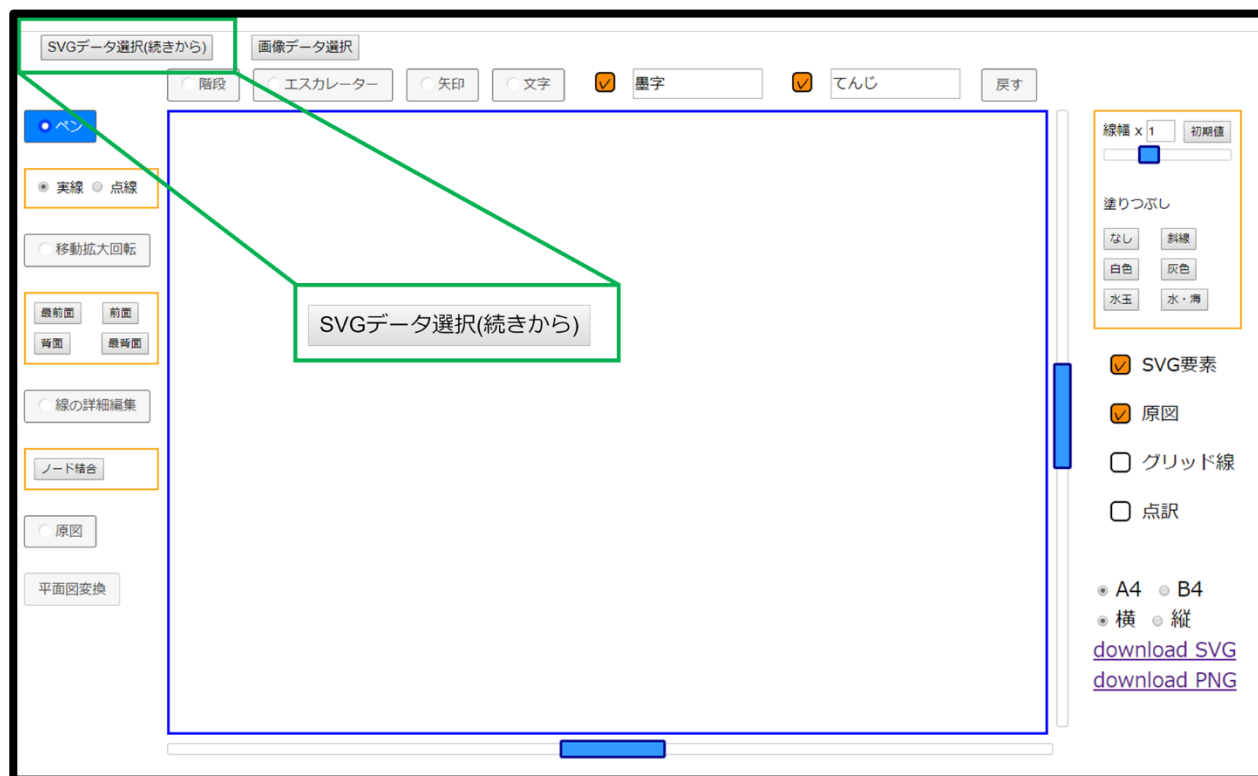 SVGデータ選択(続きから) 画像データ選択
階段 エスカレーター 矢印 文字 墨字 てんじ 戻す
ペン
実線 点線
移動拡大回転
最前面 前面
背面 最背面
線の詳細編集
ノード結合
原図
平面図変換
SVGデータ選択(続きから)
線幅 x 1 初期値
塗りつぶし
なし 斜線
白色 灰色
水玉 水・海
SVG要素
原図
グリッド線
点訳
A4 B4
横 縦
download SVG
download PNG